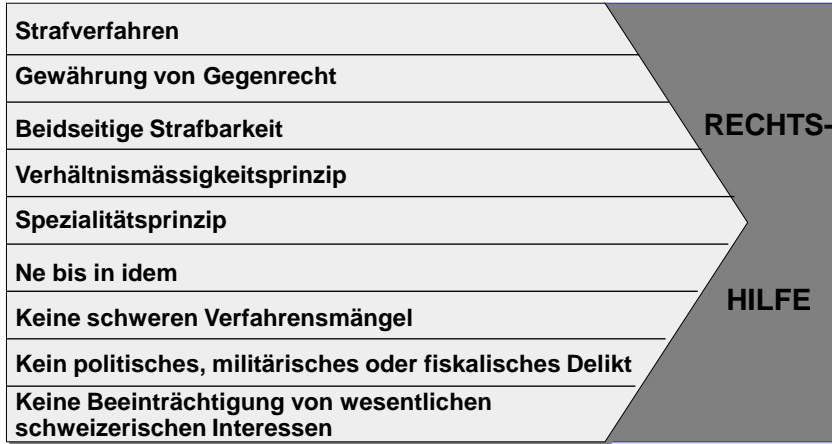 Strafverfahren
Gewährung von Gegenrecht
Beidseitige Strafbarkeit
Verhältnismässigkeitsprinzip
Spezialitätsprinzip
Ne bis in idem
Keine schweren Verfahrensmängel
Kein politisches, militärisches oder fiskalisches Delikt
Keine Beeinträchtigung von wesentlichen
schweizerischen Interessen
RECHTS-
HILFE